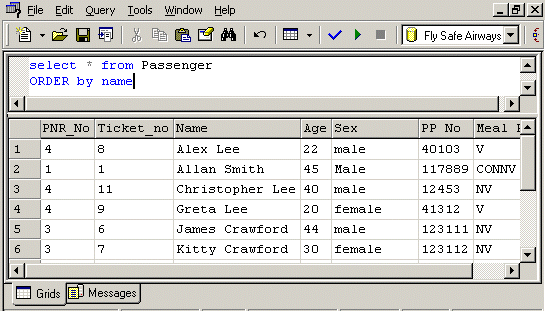 File Edit Query Tools Window Help
Fly Safe Airways
select * from Passenger
ORDER by name
PNR_No Ticket_no Name Age Sex PP No Meal
1 4 8 Alex Lee 22 male 40103 V
2 1 1 Allan Smith 45 Male 117889 CONNV
3 4 11 Christopher Lee 40 male 12453 NV
4 4 9 Greta Lee 20 female 41312 V
5 3 6 James Crawford 44 male 123111 NV
6 3 7 Kitty Crawford 30 female 123112 NV
Grids Messages